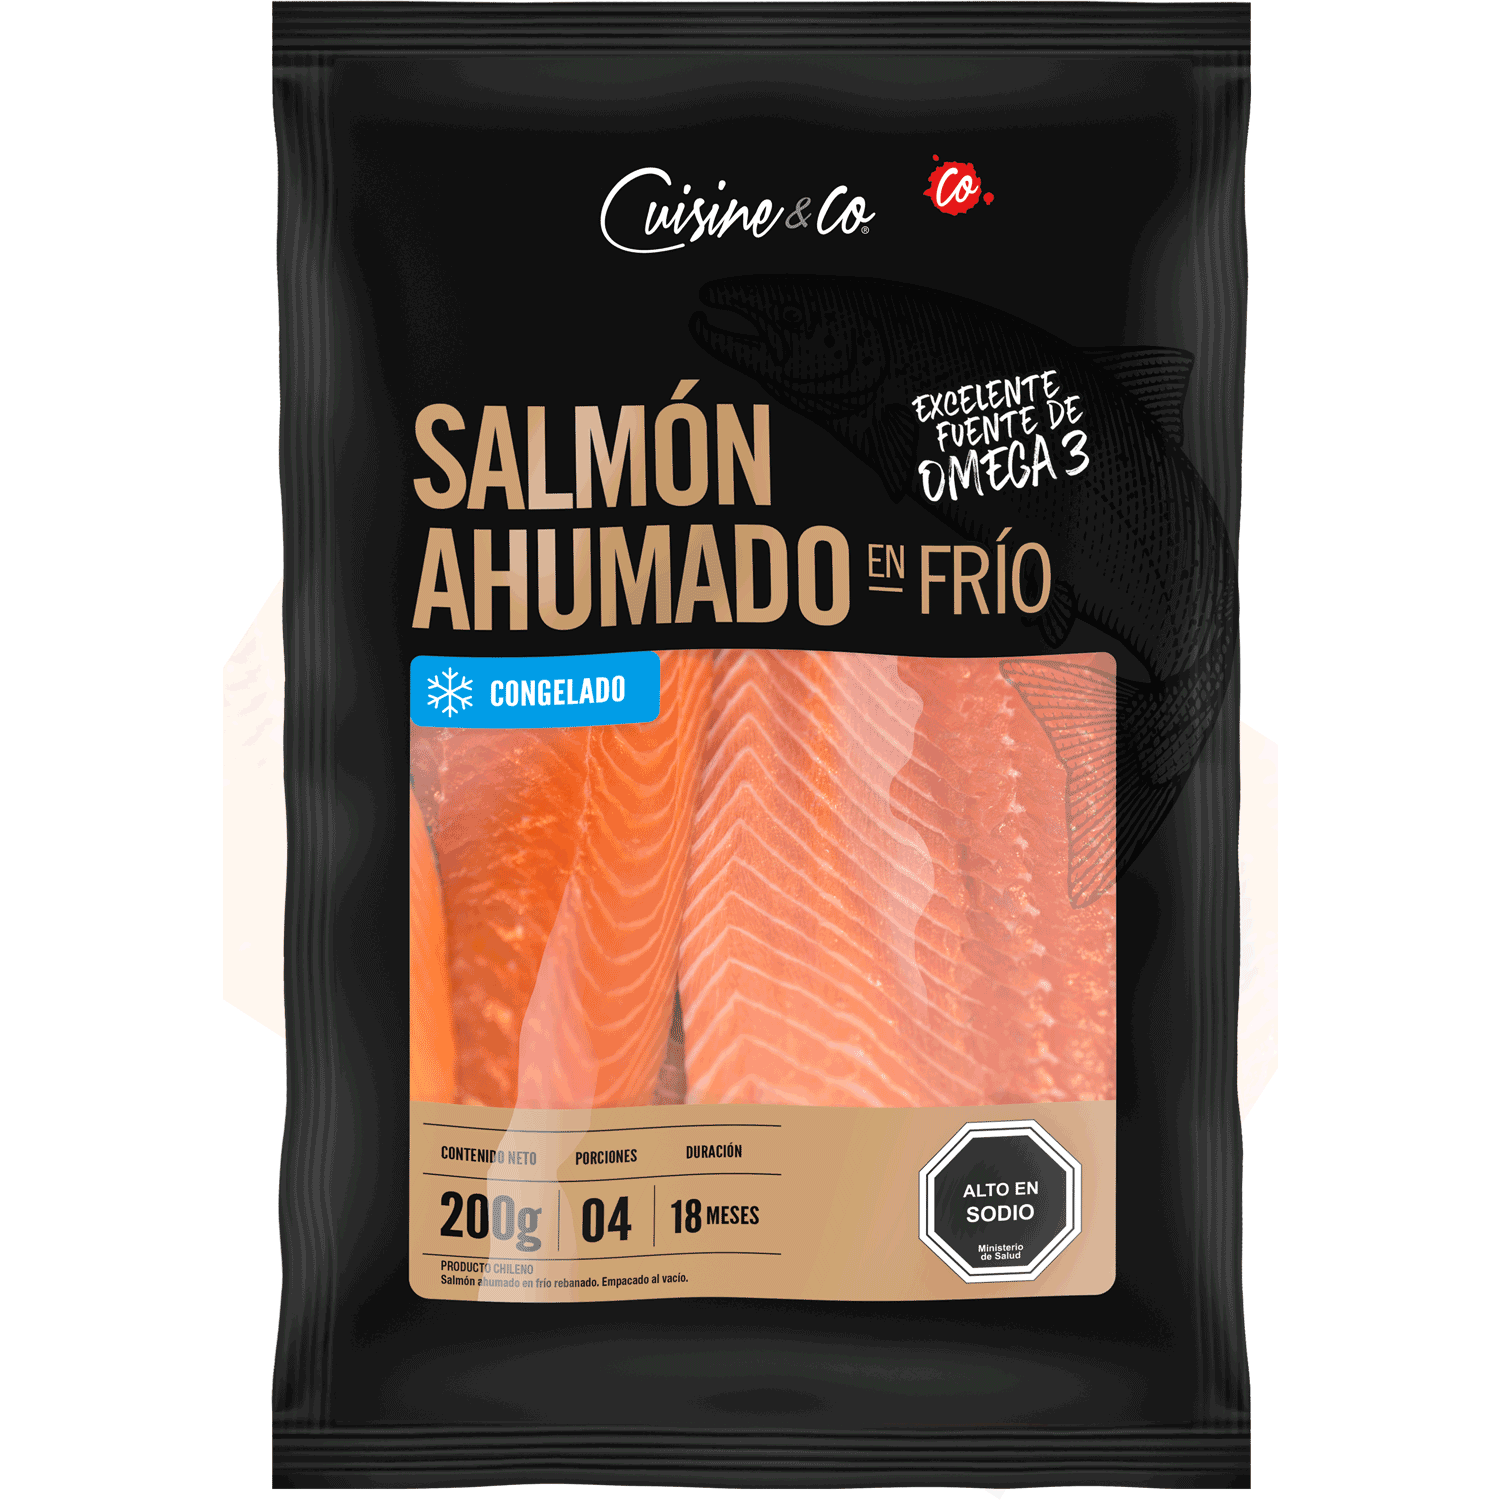 Cuisine & Co®
Co
EXCELENTE
FUENTE DE
OMEGA 3
SALMÓN
AHUMADO EN FRÍO
CONGELADO
CONTENIDO NETO PORCIONES DURACIÓN
200g 04 18 MESES
PRODUCTO CHILENO
Salmón ahumado en frío rebanado. Empacado al vacío.
ALTO EN
SODIO
Ministerio
de Salud